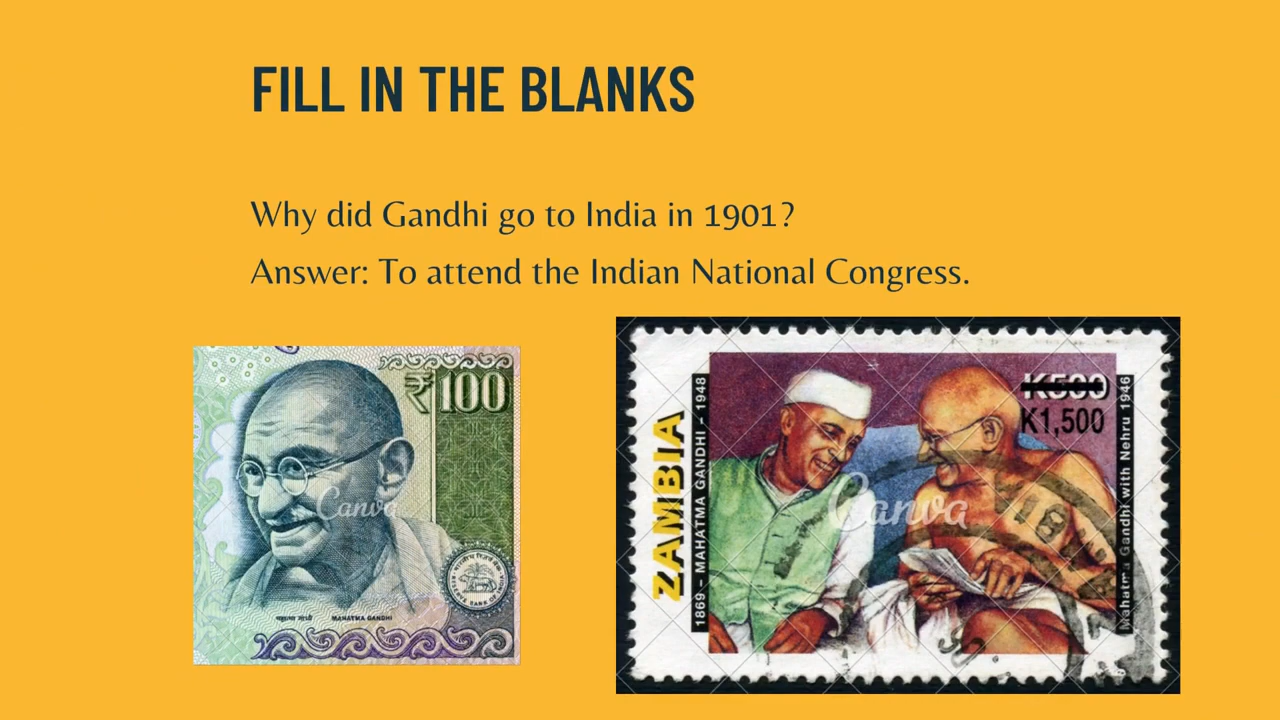 FILL IN THE BLANKS
Why did Gandhi go to India in 1901?
Answer: To attend the Indian National Congress.
₹100
Canva
महात्मा गांधी MAHATMA GANDHI
ZAMBIA
1869 – MAHATMA GANDHI – 1948
K500
K1,500
Canva
Mahatma Gandhi with Nehru 1946